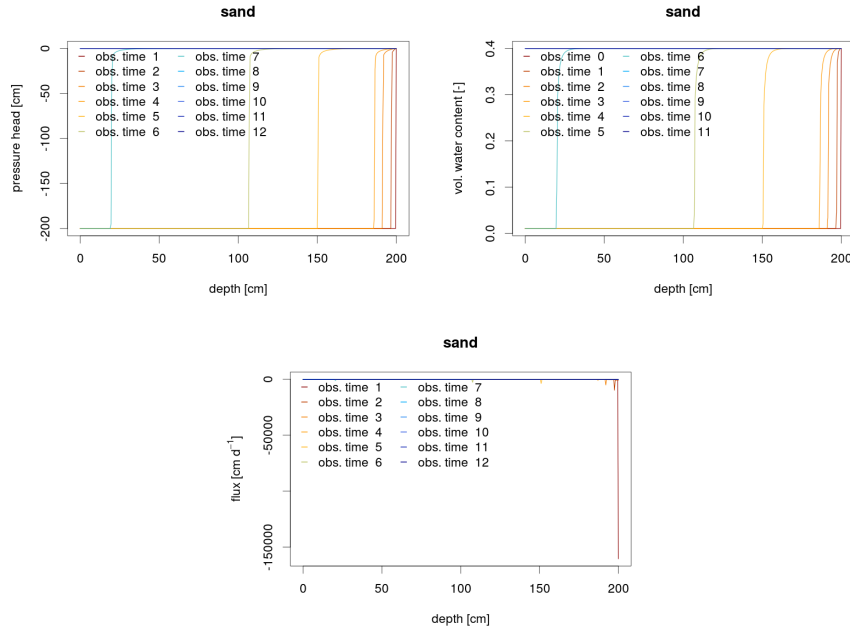 sand
pressure head [cm]
0
-50
-100
-150
-200
obs. time 1
obs. time 2
obs. time 3
obs. time 4
obs. time 5
obs. time 6
obs. time 7
obs. time 8
obs. time 9
obs. time 10
obs. time 11
obs. time 12
0
50
100
150
200
depth [cm]
sand
vol. water content [-]
0.4
0.3
0.2
0.1
0.0
obs. time 0
obs. time 1
obs. time 2
obs. time 3
obs. time 4
obs. time 5
obs. time 6
obs. time 7
obs. time 8
obs. time 9
obs. time 10
obs. time 11
0
50
100
150
200
depth [cm]
sand
flux [cm d⁻¹]
0
-50000
-150000
obs. time 1
obs. time 2
obs. time 3
obs. time 4
obs. time 5
obs. time 6
obs. time 7
obs. time 8
obs. time 9
obs. time 10
obs. time 11
obs. time 12
0
50
100
150
200
depth [cm]